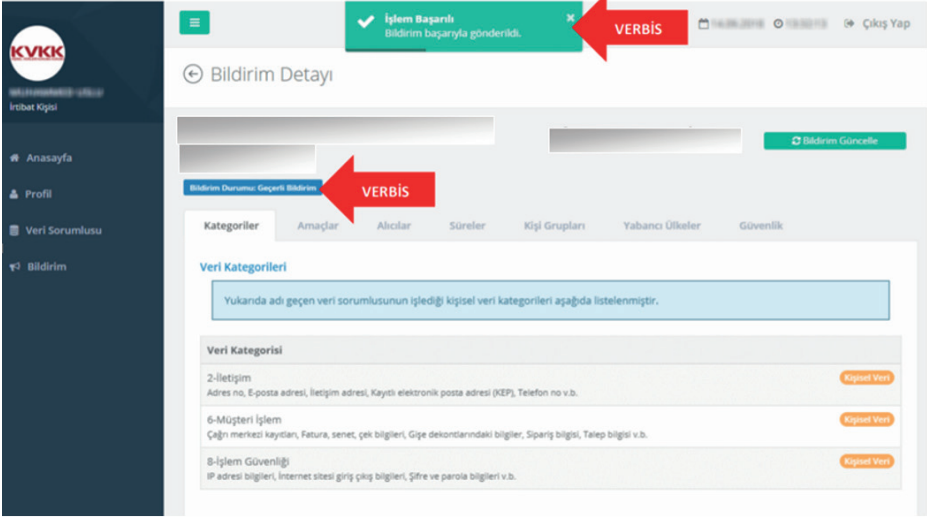 İşlem Başarılı
Bildirim başarıyla gönderildi.
VERBİS
Çıkış Yap
KVKK
Bildirim Detayı
İrtibat Kişisi
Bildirim Güncelle
Anasayfa
Bildirim Durumu: Geçerli Bildirim
VERBİS
Profil
Veri Sorumlusu
Bildirim
Kategoriler Amaçlar Alıcılar Süreler Kişi Grupları Yabancı Ülkeler Güvenlik
Veri Kategorileri
Yukarıda adı geçen veri sorumlusunun işlediği kişisel veri kategorileri aşağıda listelenmiştir.
Veri Kategorisi
2-İletişim
Adres no, E-posta adresi, İletişim adresi, Kayıtlı elektronik posta adresi (KEP), Telefon no v.b.
Kişisel Veri
6-Müşteri İşlem
Çağrı merkezi kayıtları, Fatura, senet, çek bilgileri, Gişe dekontlarındaki bilgiler, Sipariş bilgisi, Talep bilgisi v.b.
Kişisel Veri
8-İşlem Güvenliği
IP adresi bilgileri, İnternet sitesi giriş çıkış bilgileri, Şifre ve parola bilgileri v.b.
Kişisel Veri